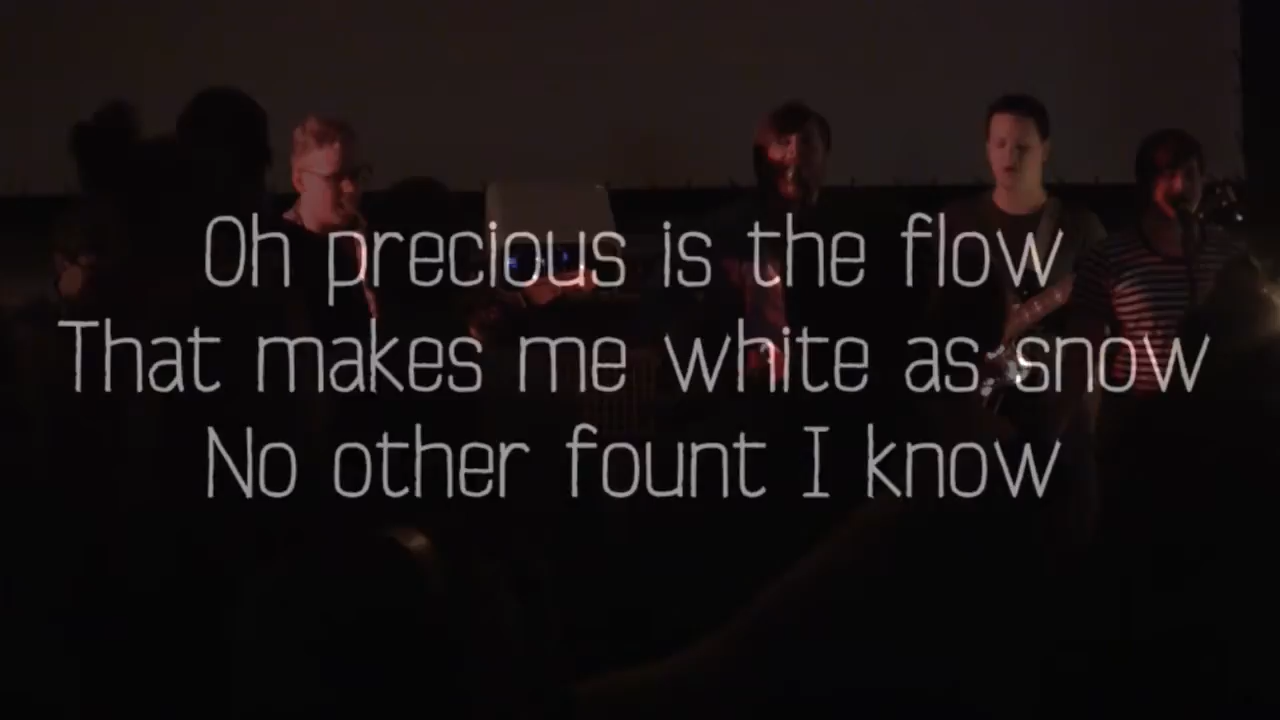 Oh precious is the flow
That makes me white as snow
No other fount I know